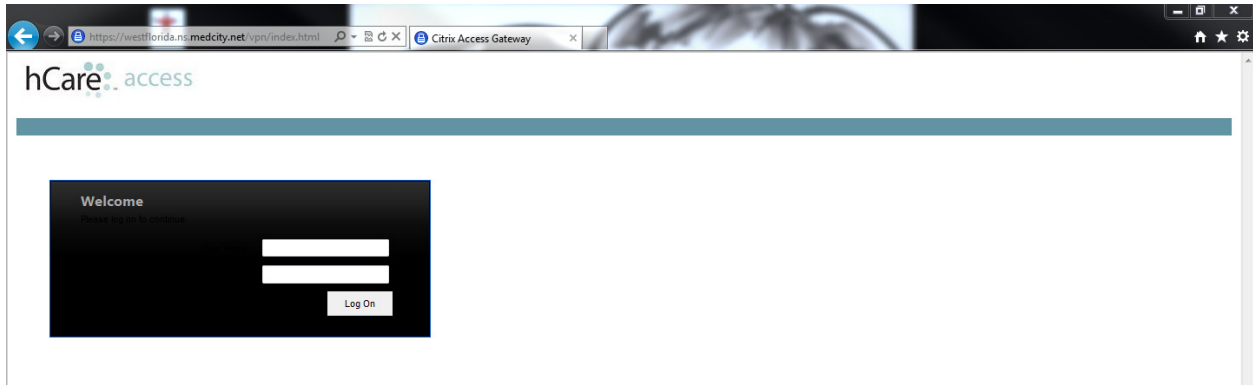 https://westflorida.ns.medcity.net/vpn/index.html
Citrix Access Gateway
hCare access
Welcome
Please log on to continue.
Log On